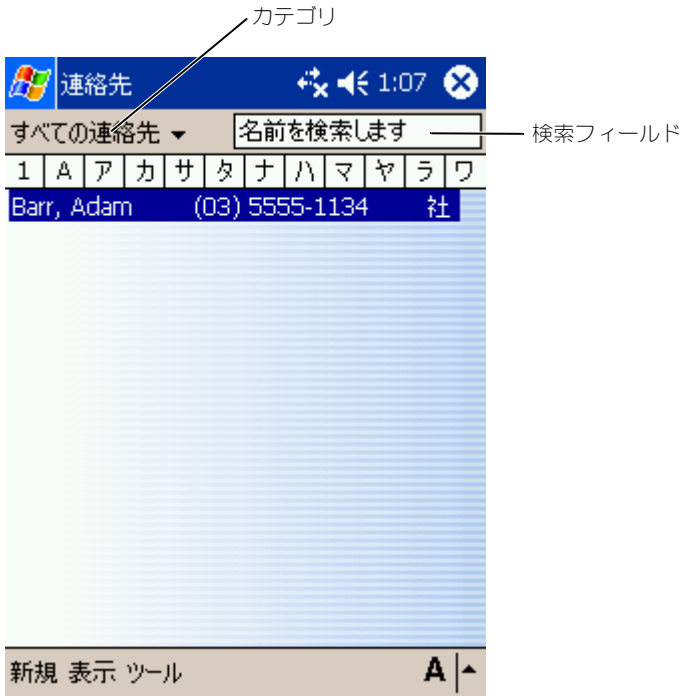 カテゴリ
連絡先 1:07
すべての連絡先 名前を検索します
検索フィールド
1 A ア カ サ タ ナ ハ マ ヤ ラ ワ
Barr, Adam (03) 5555-1134 社
新規 表示 ツール A